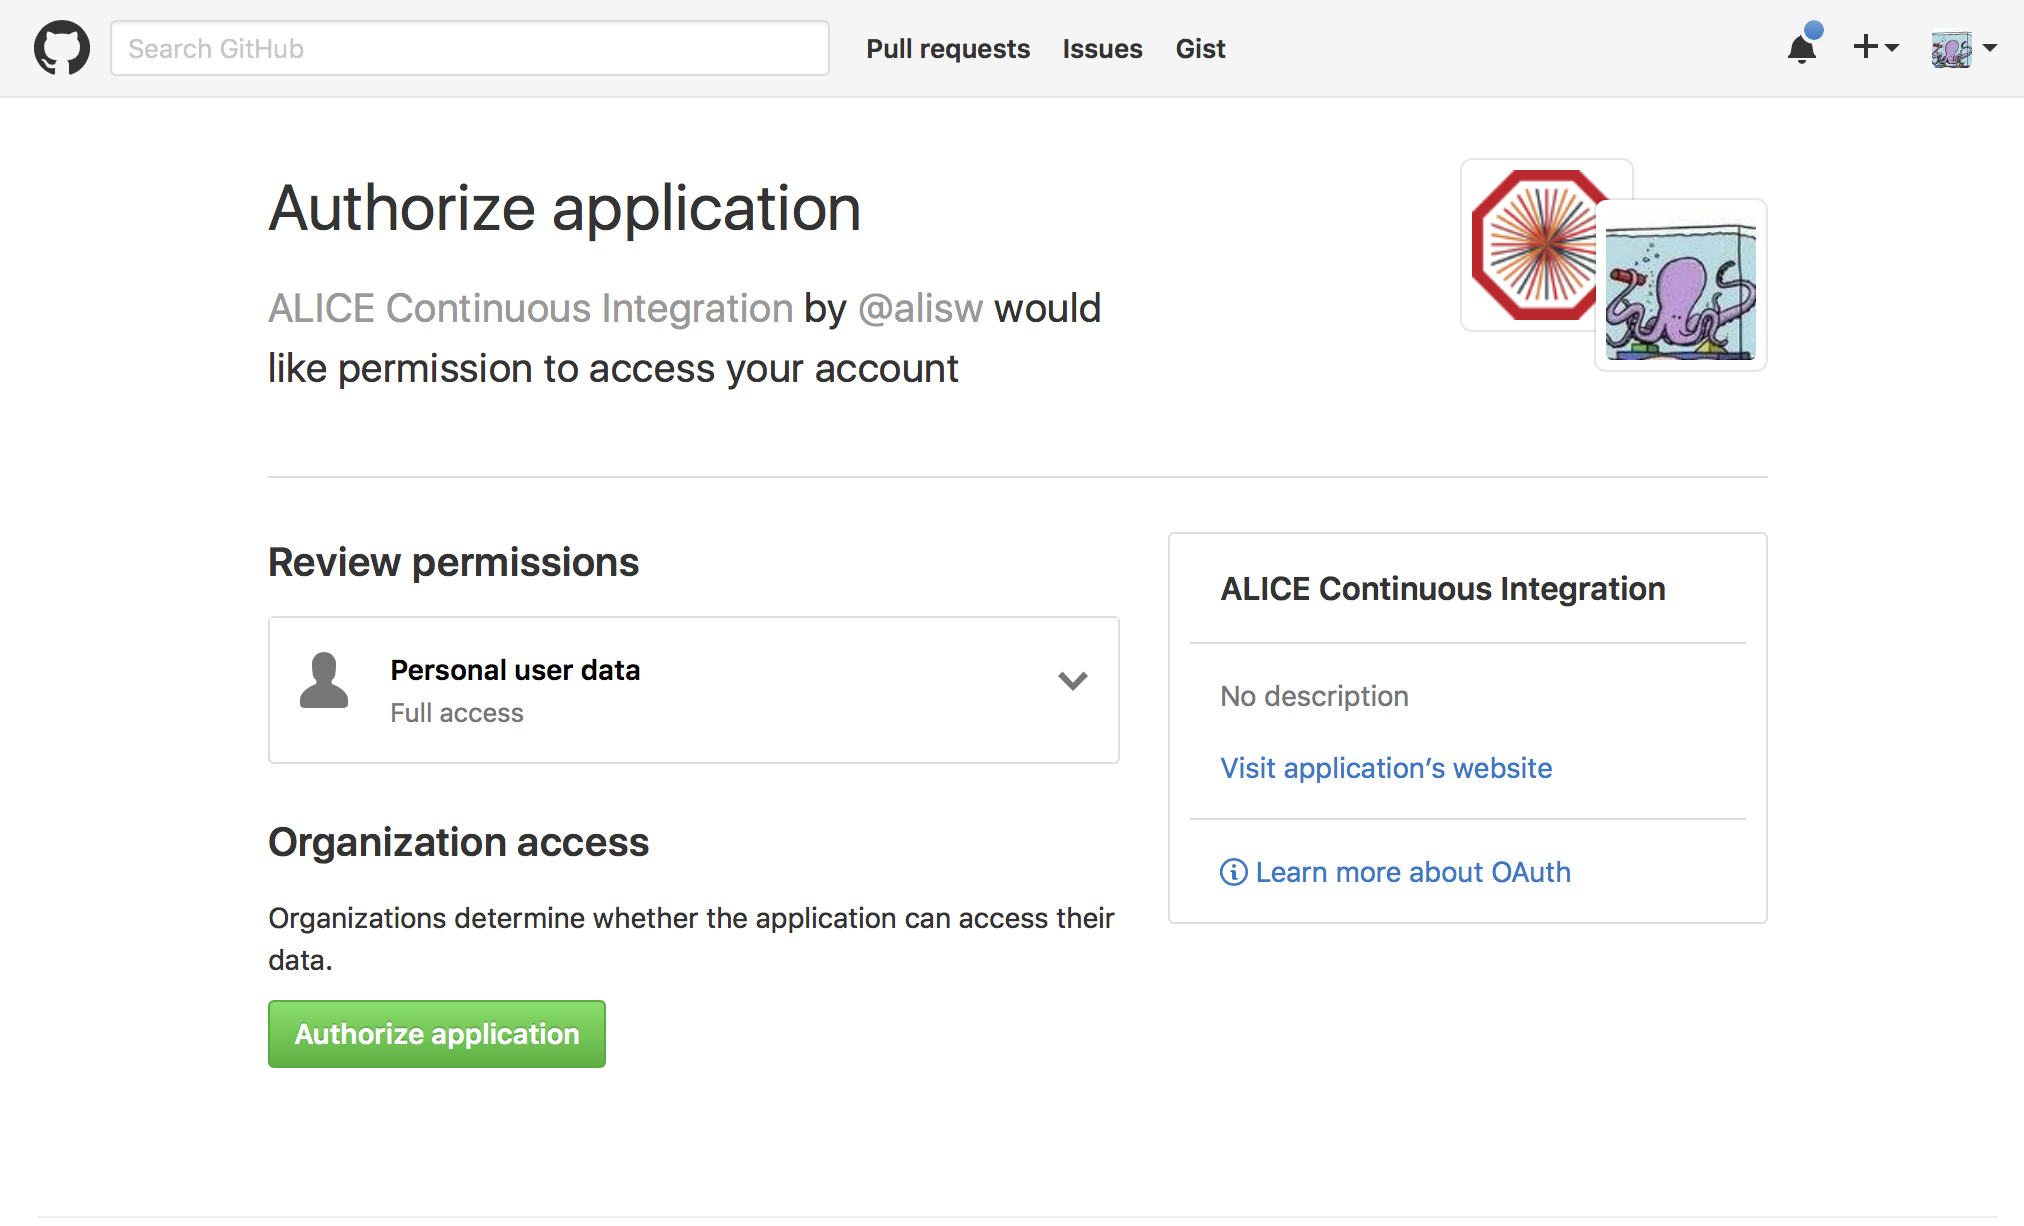 Search GitHub
Pull requests Issues Gist
Authorize application
ALICE Continuous Integration by @alisw would
like permission to access your account
Review permissions
Personal user data
Full access
Organization access
Organizations determine whether the application can access their
data.
Authorize application
ALICE Continuous Integration
No description
Visit application’s website
Learn more about OAuth